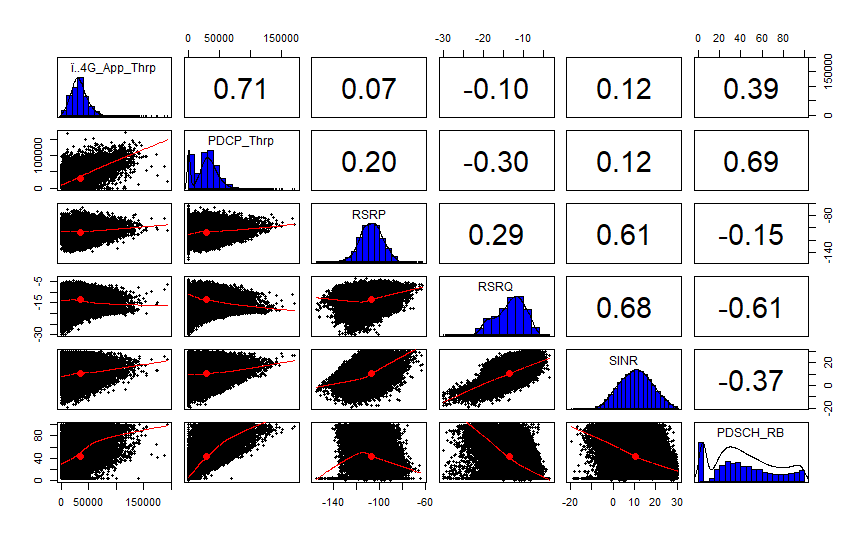 0 50000 150000 -30 -20 -10 0 20 40 60 80
ï..4G_App_Thrp 0.71 0.07 -0.10 0.12 0.39 0 150000
0 100000 PDCP_Thrp 0.20 -0.30 0.12 0.69
RSRP 0.29 0.61 -0.15 -140 -80
-30 -15 -5 RSRQ 0.68 -0.61
SINR -0.37 -20 0 10 30
0 40 80 PDSCH_RB
0 50000 150000 -140 -100 -60 -20 0 10 20 30